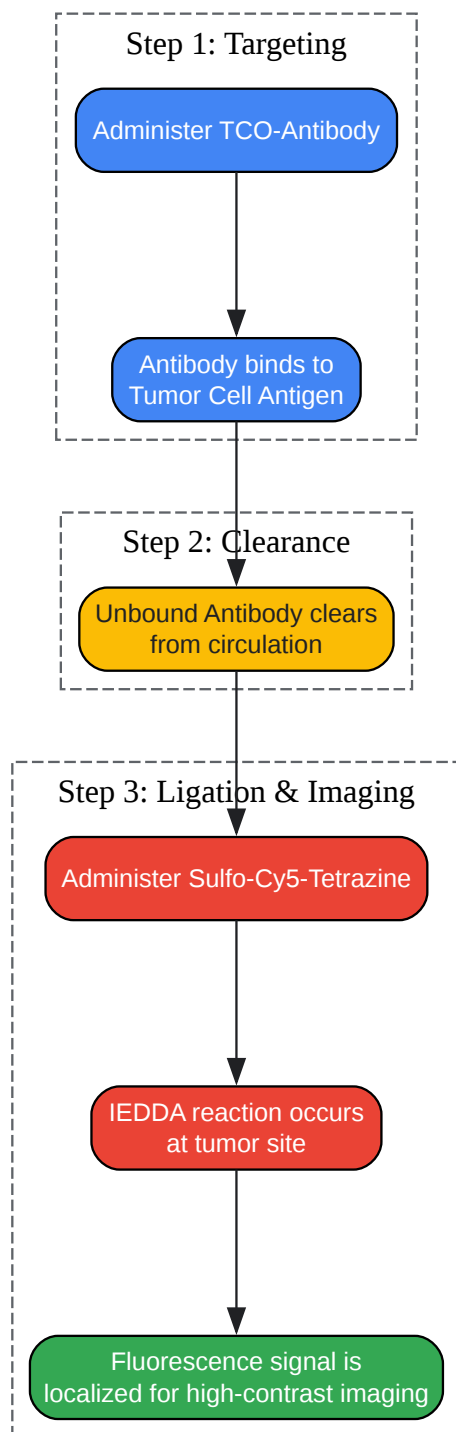 Step 1: Targeting
Administer TCO-Antibody
Antibody binds to
Tumor Cell Antigen
Step 2: Clearance
Unbound Antibody clears
from circulation
Step 3: Ligation & Imaging
Administer Sulfo-Cy5-Tetrazine
IEDDA reaction occurs
at tumor site
Fluorescence signal is
localized for high-contrast imaging